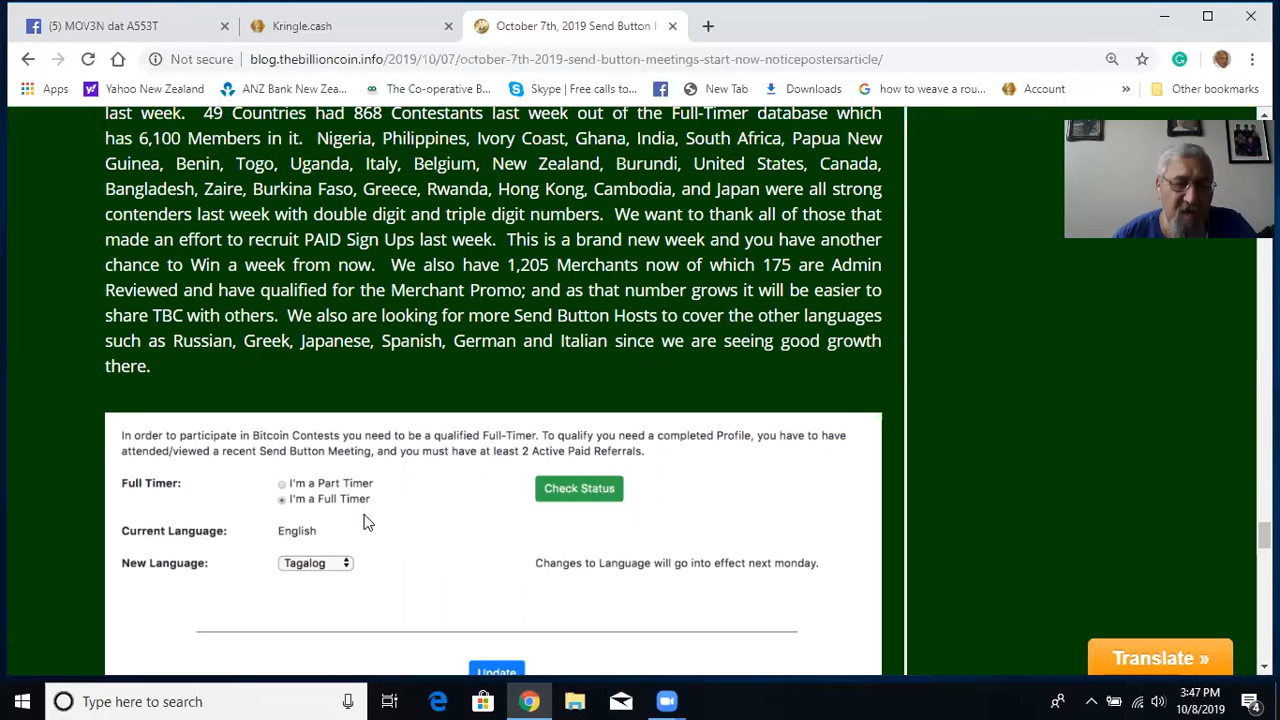 (5) MOV3N dat A553T
Kringle.cash
October 7th, 2019 Send Button
Not secure
blog.thebillioncoin.info/2019/10/07/october-7th-2019-send-button-meetings-start-now-noticepostersarticle/
Apps
Yahoo New Zealand
ANZ Bank New Zea...
The Co-operative B...
Skype | Free calls to...
New Tab
Downloads
how to weave a rou...
Account
»
Other bookmarks
last week. 49 Countries had 868 Contestants last week out of the Full-Timer database which
has 6,100 Members in it. Nigeria, Philippines, Ivory Coast, Ghana, India, South Africa, Papua New
Guinea, Benin, Togo, Uganda, Italy, Belgium, New Zealand, Burundi, United States, Canada,
Bangladesh, Zaire, Burkina Faso, Greece, Rwanda, Hong Kong, Cambodia, and Japan were all strong
contenders last week with double digit and triple digit numbers. We want to thank all of those that
made an effort to recruit PAID Sign Ups last week. This is a brand new week and you have another
chance to Win a week from now. We also have 1,205 Merchants now of which 175 are Admin
Reviewed and have qualified for the Merchant Promo; and as that number grows it will be easier to
share TBC with others. We also are looking for more Send Button Hosts to cover the other languages
such as Russian, Greek, Japanese, Spanish, German and Italian since we are seeing good growth
there.
In order to participate in Bitcoin Contests you need to be a qualified Full-Timer. To qualify you need a completed Profile, you have to have
attended/viewed a recent Send Button Meeting, and you must have at least 2 Active Paid Referrals.
Full Timer:
I'm a Part Timer
I'm a Full Timer
Check Status
Current Language:
English
New Language:
Tagalog
Changes to Language will go into effect next monday.
Update
Translate »
Type here to search
3:47 PM
10/8/2019
4